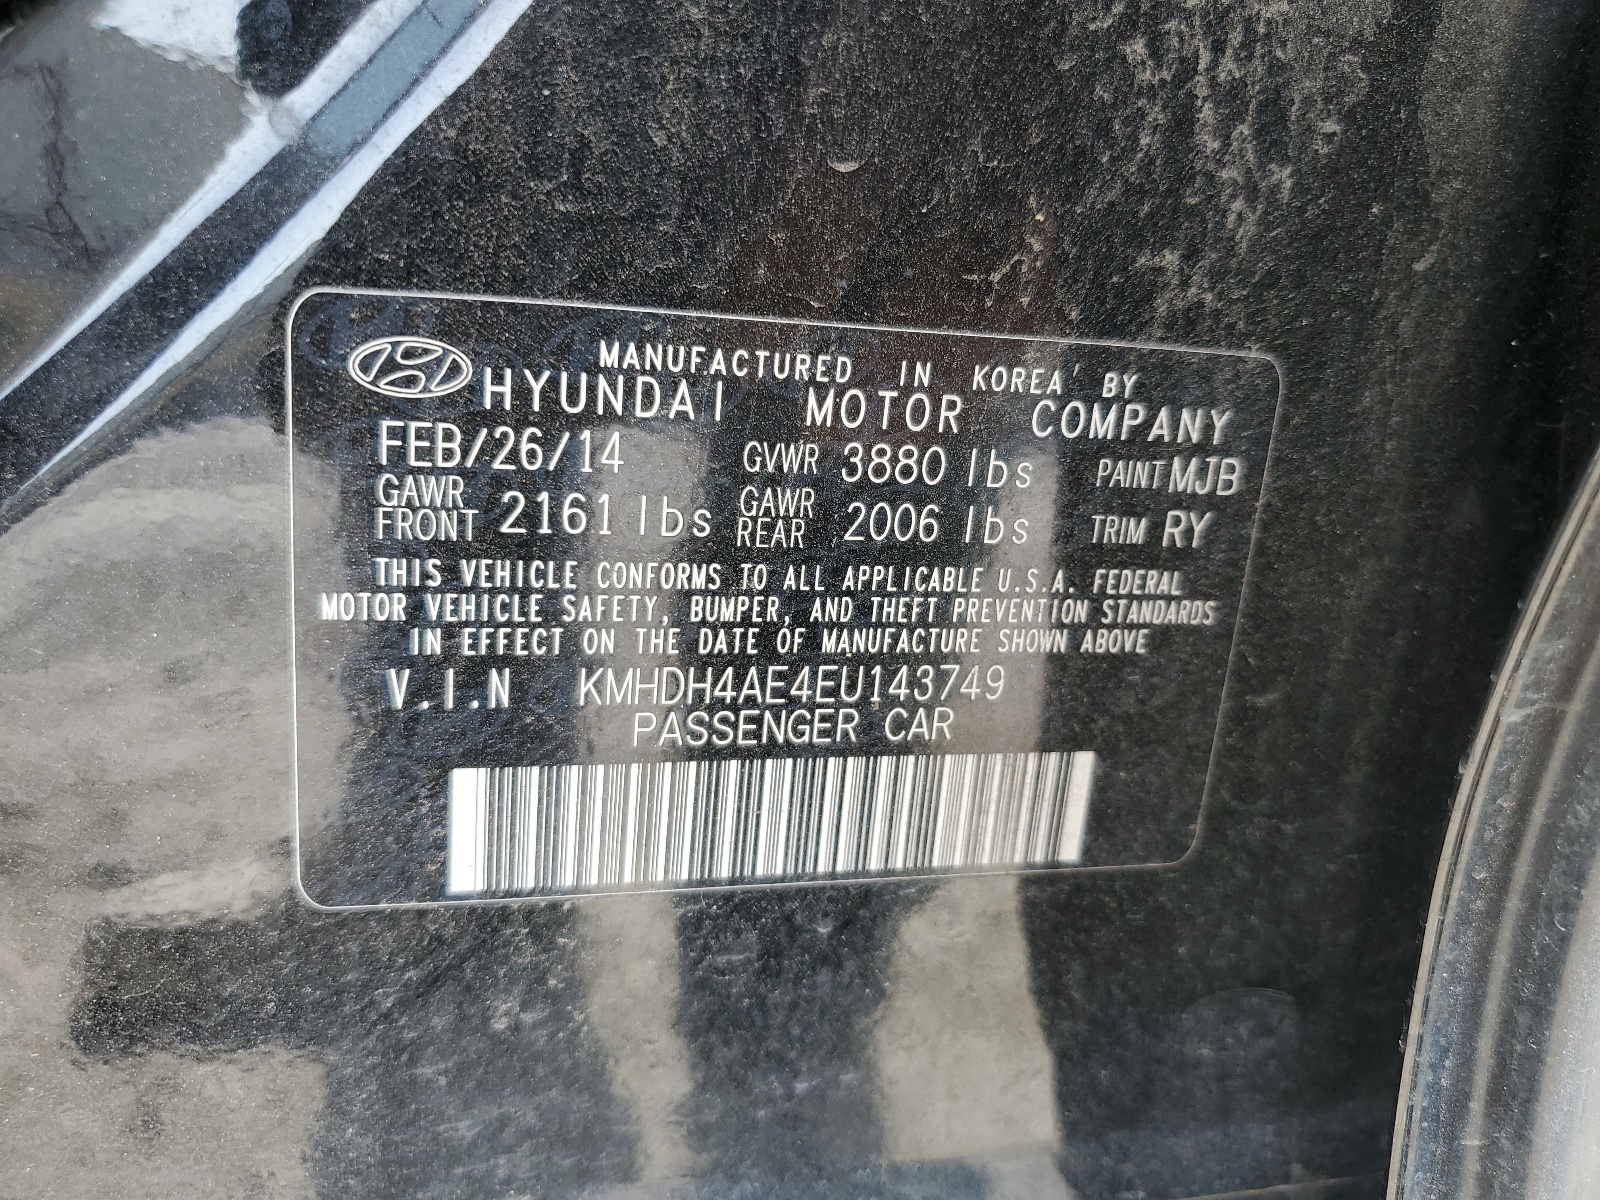 MANUFACTURED IN KOREA BY
HYUNDAI MOTOR COMPANY
FEB/26/14 GVWR 3880 lbs PAINT MJB
GAWR FRONT 2161 lbs GAWR REAR 2006 lbs TRIM RY
THIS VEHICLE CONFORMS TO ALL APPLICABLE U.S.A. FEDERAL
MOTOR VEHICLE SAFETY, BUMPER, AND THEFT PREVENTION STANDARDS
IN EFFECT ON THE DATE OF MANUFACTURE SHOWN ABOVE
V.I.N KMHDH4AE4EU143749
PASSENGER CAR